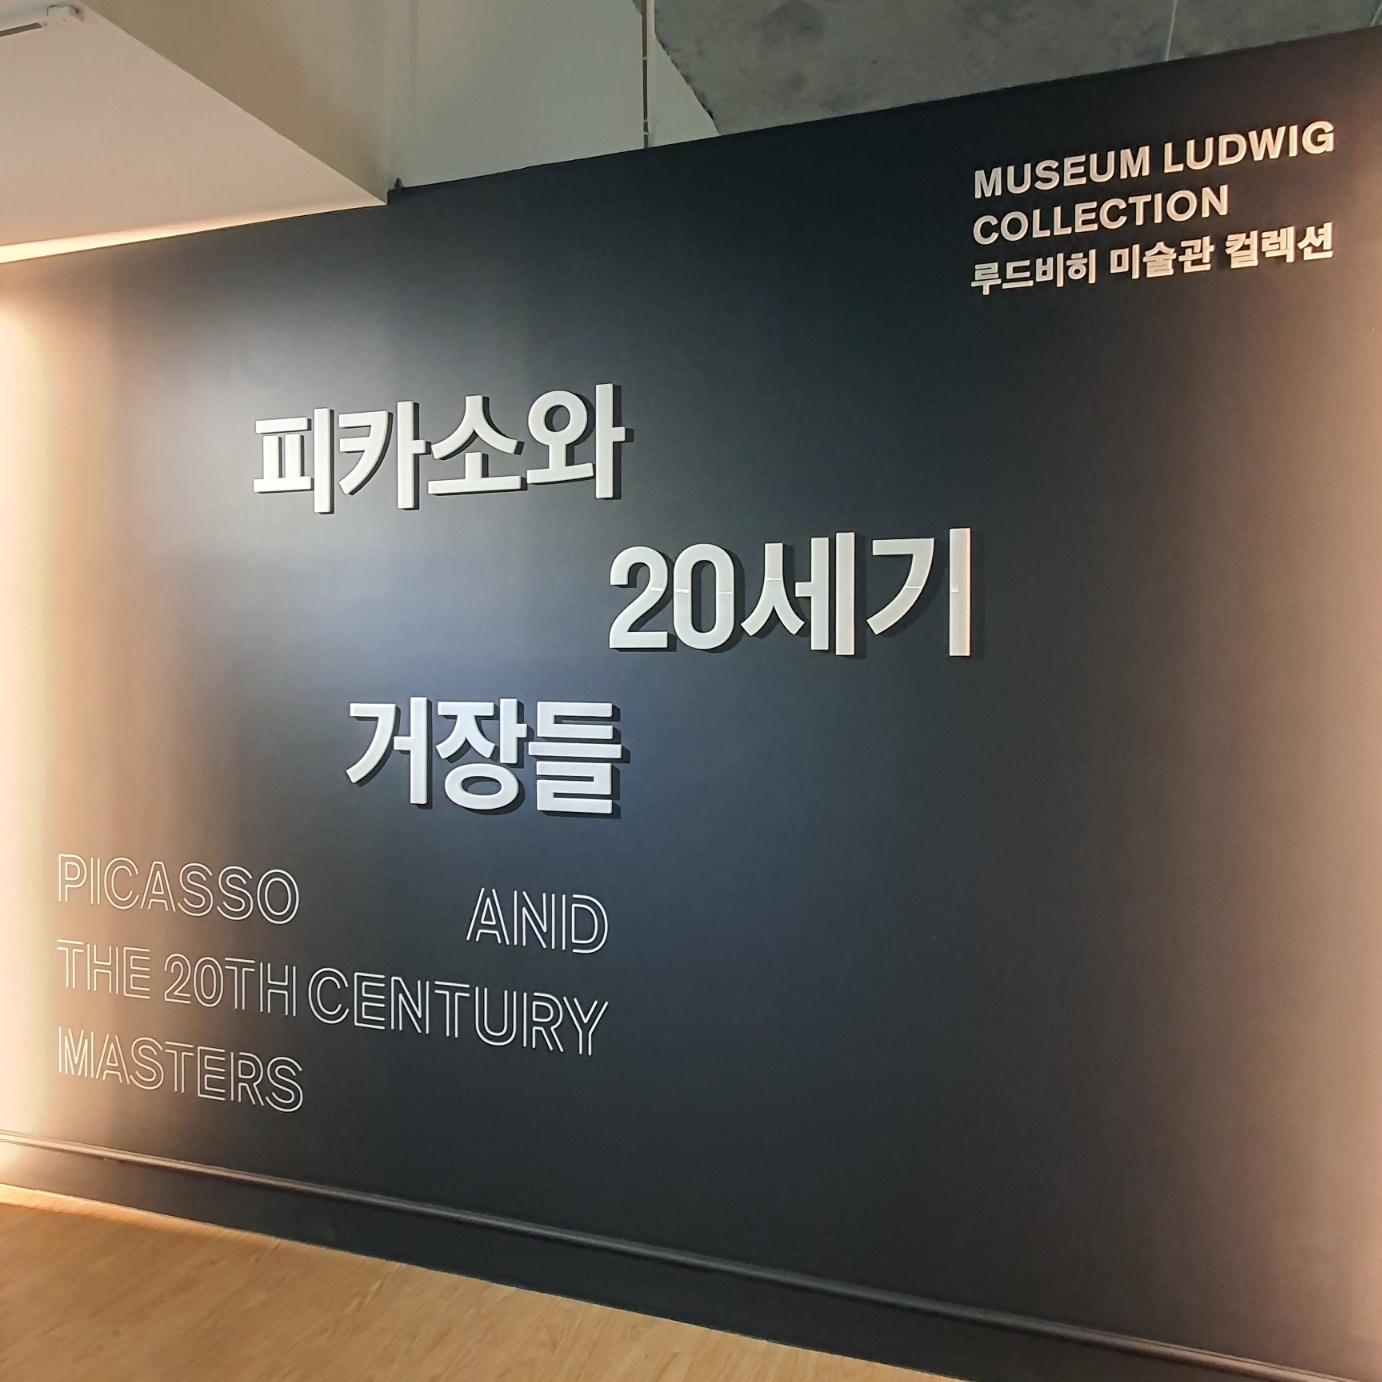 MUSEUM LUDWIG
COLLECTION
루드비히 미술관 컬렉션
피카소와
20세기
거장들
PICASSO AND
THE 20TH CENTURY
MASTERS